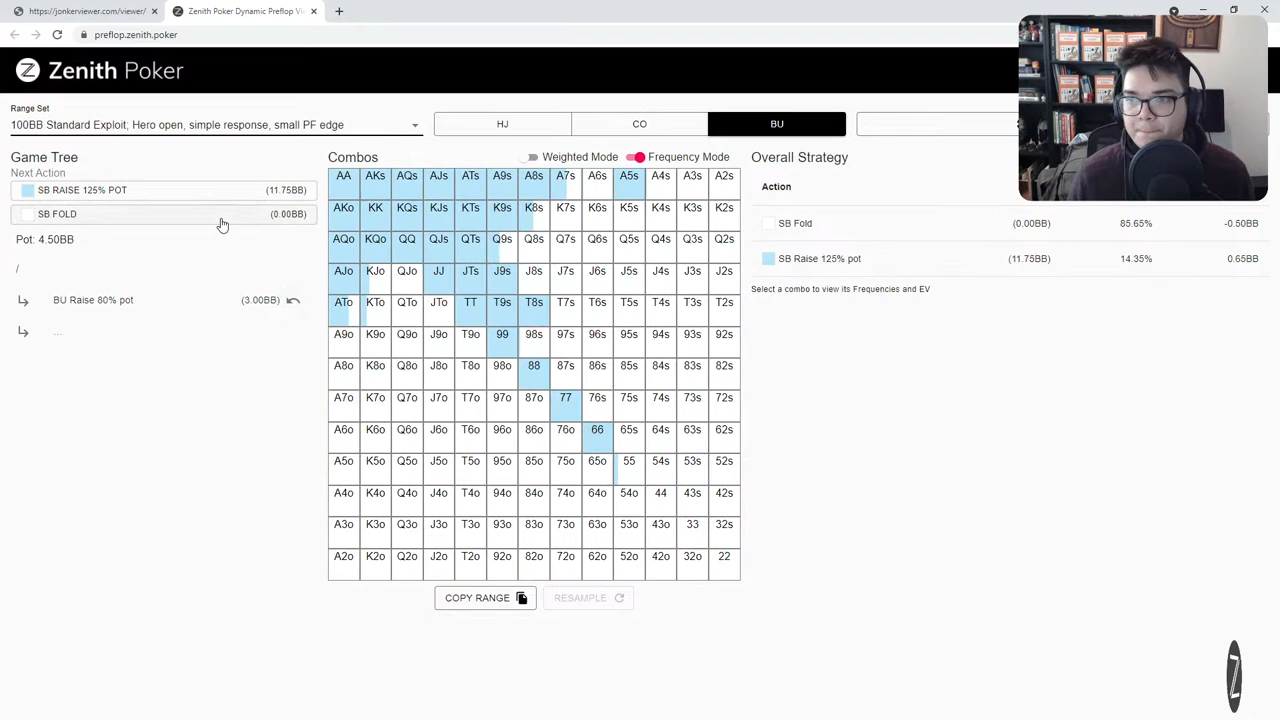 https://jonkerviewer.com/viewer/
Zenith Poker Dynamic Preflop View
preflop.zenith.poker
Zenith Poker
Range Set
100BB Standard Exploit; Hero open, simple response, small PF edge
HJ
CO
BU
Game Tree
Next Action
SB RAISE 125% POT (11.75BB)
SB FOLD (0.00BB)
Pot: 4.50BB
/
BU Raise 80% pot (3.00BB)
...
Combos
Weighted Mode
Frequency Mode
AA AKs AQs AJs ATs A9s A8s A7s A6s A5s A4s A3s A2s
AKo KK KQs KJs KTs K9s K8s K7s K6s K5s K4s K3s K2s
AQo KQo QQ QJs QTs Q9s Q8s Q7s Q6s Q5s Q4s Q3s Q2s
AJo KJo QJo JJ JTs J9s J8s J7s J6s J5s J4s J3s J2s
ATo KTo QTo JTo TT T9s T8s T7s T6s T5s T4s T3s T2s
A9o K9o Q9o J9o T9o 99 98s 97s 96s 95s 94s 93s 92s
A8o K8o Q8o J8o T8o 98o 88 87s 86s 85s 84s 83s 82s
A7o K7o Q7o J7o T7o 97o 87o 77 76s 75s 74s 73s 72s
A6o K6o Q6o J6o T6o 96o 86o 76o 66 65s 64s 63s 62s
A5o K5o Q5o J5o T5o 95o 85o 75o 65o 55 54s 53s 52s
A4o K4o Q4o J4o T4o 94o 84o 74o 64o 54o 44 43s 42s
A3o K3o Q3o J3o T3o 93o 83o 73o 63o 53o 43o 33 32s
A2o K2o Q2o J2o T2o 92o 82o 72o 62o 52o 42o 32o 22
COPY RANGE
RESAMPLE
Overall Strategy
Action
SB Fold (0.00BB) 85.65% -0.50BB
SB Raise 125% pot (11.75BB) 14.35% 0.65BB
Select a combo to view its Frequencies and EV